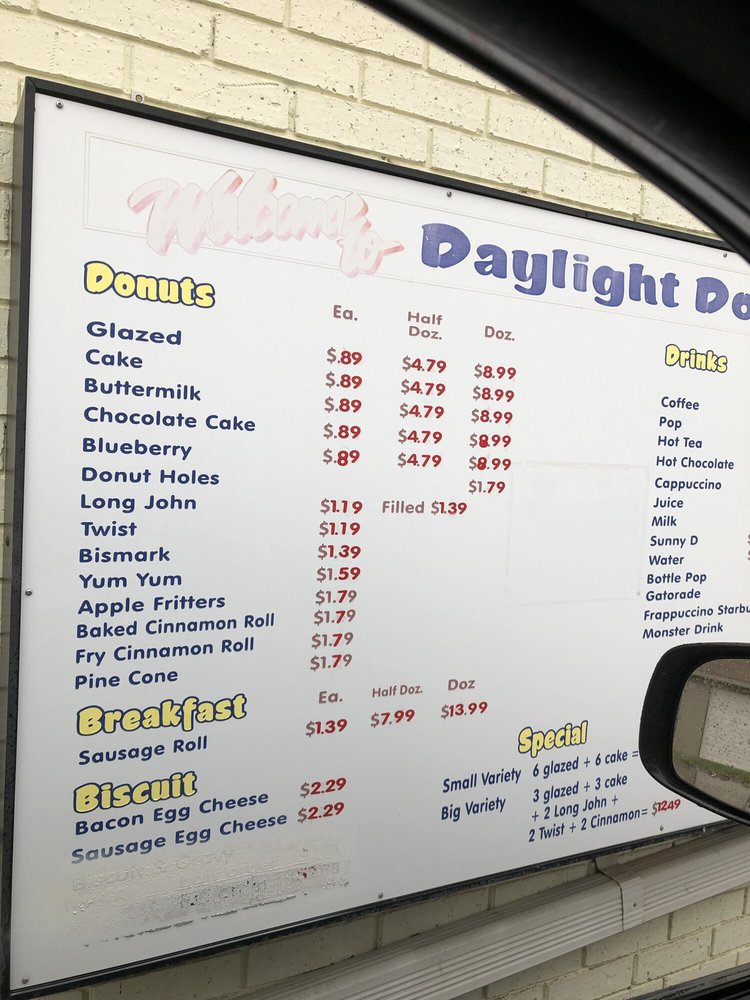 Welcome to Daylight Do
Donuts
Ea. Half Doz. Doz.
Glazed $.89 $4.79 $8.99
Cake $.89 $4.79 $8.99
Buttermilk $.89 $4.79 $8.99
Chocolate Cake $.89 $4.79 $8.99
Blueberry $.89 $4.79 $8.99
Donut Holes $1.79
Long John $1.19 Filled $1.39
Twist $1.19
Bismark $1.39
Yum Yum $1.59
Apple Fritters $1.79
Baked Cinnamon Roll $1.79
Fry Cinnamon Roll $1.79
Pine Cone $1.79
Breakfast
Ea. Half Doz. Doz
Sausage Roll $1.39 $7.99 $13.99
Biscuit
Bacon Egg Cheese $2.29
Sausage Egg Cheese $2.29
Biscuit & Gravy
Drinks
Coffee
Pop
Hot Tea
Hot Chocolate
Cappuccino
Juice
Milk
Sunny D
Water
Bottle Pop
Gatorade
Frappuccino Starbu
Monster Drink
Special
Small Variety 6 glazed + 6 cake =
Big Variety 3 glazed + 3 cake
+ 2 Long John +
2 Twist + 2 Cinnamon= $12.49